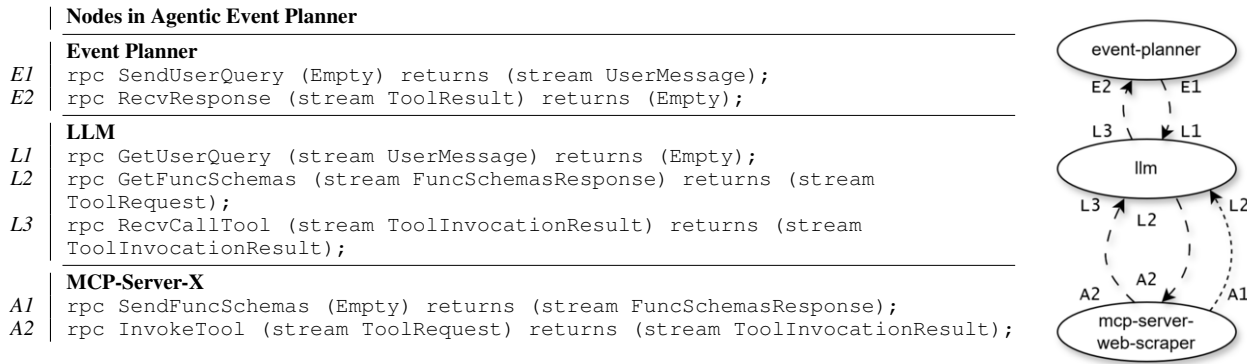 Nodes in Agentic Event Planner
Event Planner
E1 rpc SendUserQuery (Empty) returns (stream UserMessage);
E2 rpc RecvResponse (stream ToolResult) returns (Empty);
LLM
L1 rpc GetUserQuery (stream UserMessage) returns (Empty);
L2 rpc GetFuncSchemas (stream FuncSchemasResponse) returns (stream
ToolRequest);
L3 rpc RecvCallTool (stream ToolInvocationResult) returns (stream
ToolInvocationResult);
MCP-Server-X
A1 rpc SendFuncSchemas (Empty) returns (stream FuncSchemasResponse);
A2 rpc InvokeTool (stream ToolRequest) returns (stream ToolInvocationResult);
event-planner
E2 E1
L3 L1
llm
L3 L2 L2
A2 A2 A1
mcp-server-
web-scraper